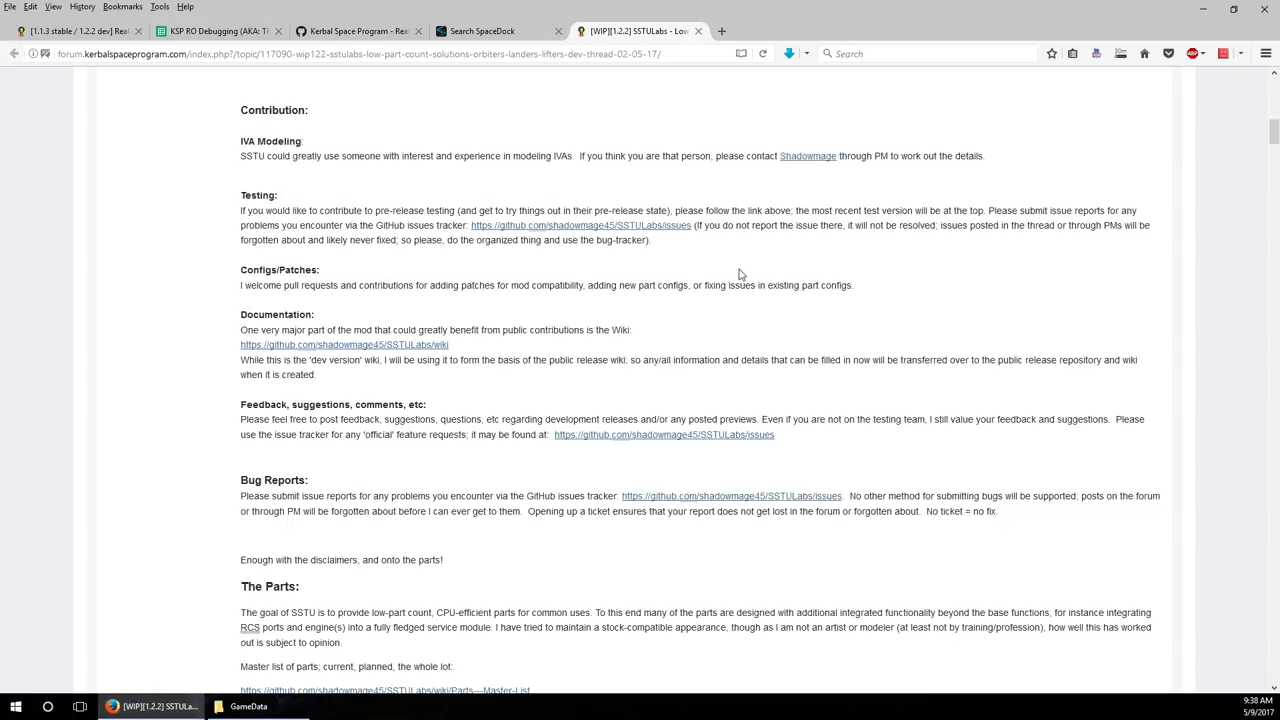 File Edit View History Bookmarks Tools Help
[1.1.3 stable / 1.2.2 dev] Real
KSP RO Debugging (AKA: Th
Kerbal Space Program - Rea
Search SpaceDock
[WIP][1.2.2] SSTULabs - Low
forum.kerbalspaceprogram.com/index.php?/topic/117090-wip122-sstulabs-low-part-count-solutions-orbiters-landers-lifters-dev-thread-02-05-17/
Search
ABP
Contribution:
IVA Modeling:
SSTU could greatly use someone with interest and experience in modeling IVAs. If you think you are that person, please contact Shadowmage through PM to work out the details.
Testing:
If you would like to contribute to pre-release testing (and get to try things out in their pre-release state), please follow the link above; the most recent test version will be at the top. Please submit issue reports for any
problems you encounter via the GitHub issues tracker: https://github.com/shadowmage45/SSTULabs/issues (If you do not report the issue there, it will not be resolved; issues posted in the thread or through PMs will be
forgotten about and likely never fixed; so please, do the organized thing and use the bug-tracker).
Configs/Patches:
I welcome pull requests and contributions for adding patches for mod compatibility, adding new part configs, or fixing issues in existing part configs.
Documentation:
One very major part of the mod that could greatly benefit from public contributions is the Wiki:
https://github.com/shadowmage45/SSTULabs/wiki
While this is the 'dev version' wiki, I will be using it to form the basis of the public release wiki; so any/all information and details that can be filled in now will be transferred over to the public release repository and wiki
when it is created.
Feedback, suggestions, comments, etc:
Please feel free to post feedback, suggestions, questions, etc regarding development releases and/or any posted previews. Even if you are not on the testing team, I still value your feedback and suggestions. Please
use the issue tracker for any 'official' feature requests; it may be found at: https://github.com/shadowmage45/SSTULabs/issues
Bug Reports:
Please submit issue reports for any problems you encounter via the GitHub issues tracker: https://github.com/shadowmage45/SSTULabs/issues. No other method for submitting bugs will be supported; posts on the forum
or through PM will be forgotten about before I can ever get to them. Opening up a ticket ensures that your report does not get lost in the forum or forgotten about. No ticket = no fix.
Enough with the disclaimers, and onto the parts!
The Parts:
The goal of SSTU is to provide low-part count, CPU-efficient parts for common uses. To this end many of the parts are designed with additional integrated functionality beyond the base functions, for instance integrating
RCS ports and engine(s) into a fully fledged service module. I have tried to maintain a stock-compatible appearance, though as I am not an artist or modeler (at least not by training/profession), how well this has worked
out is subject to opinion.
Master list of parts; current, planned, the whole lot:
https://github.com/shadowmage45/SSTULabs/wiki/Parts---Master-List
[WIP][1.2.2] SSTULa...
GameData
9:38 AM
5/9/2017